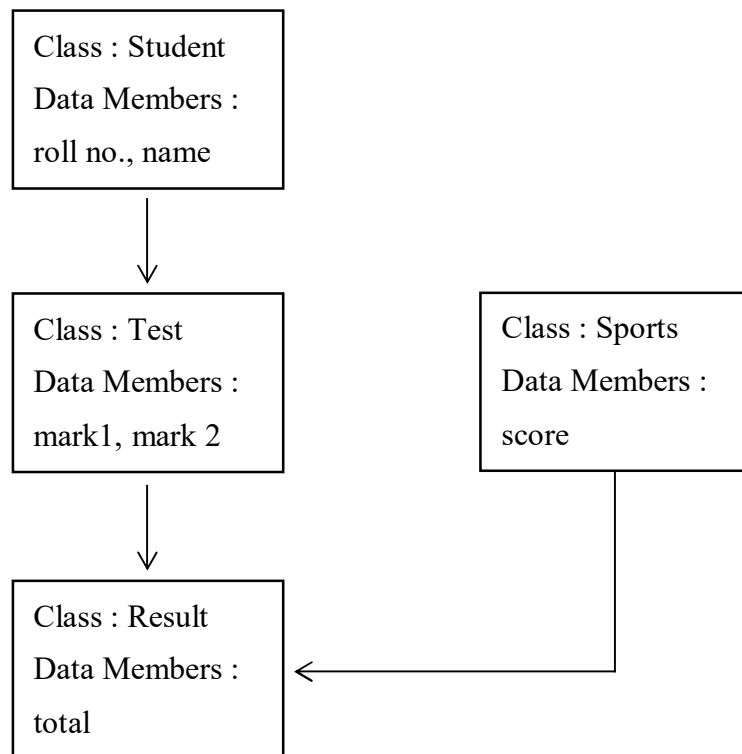 Class : Student
Data Members :
roll no., name
Class : Test
Data Members :
mark1, mark 2
Class : Sports
Data Members :
score
Class : Result
Data Members :
total